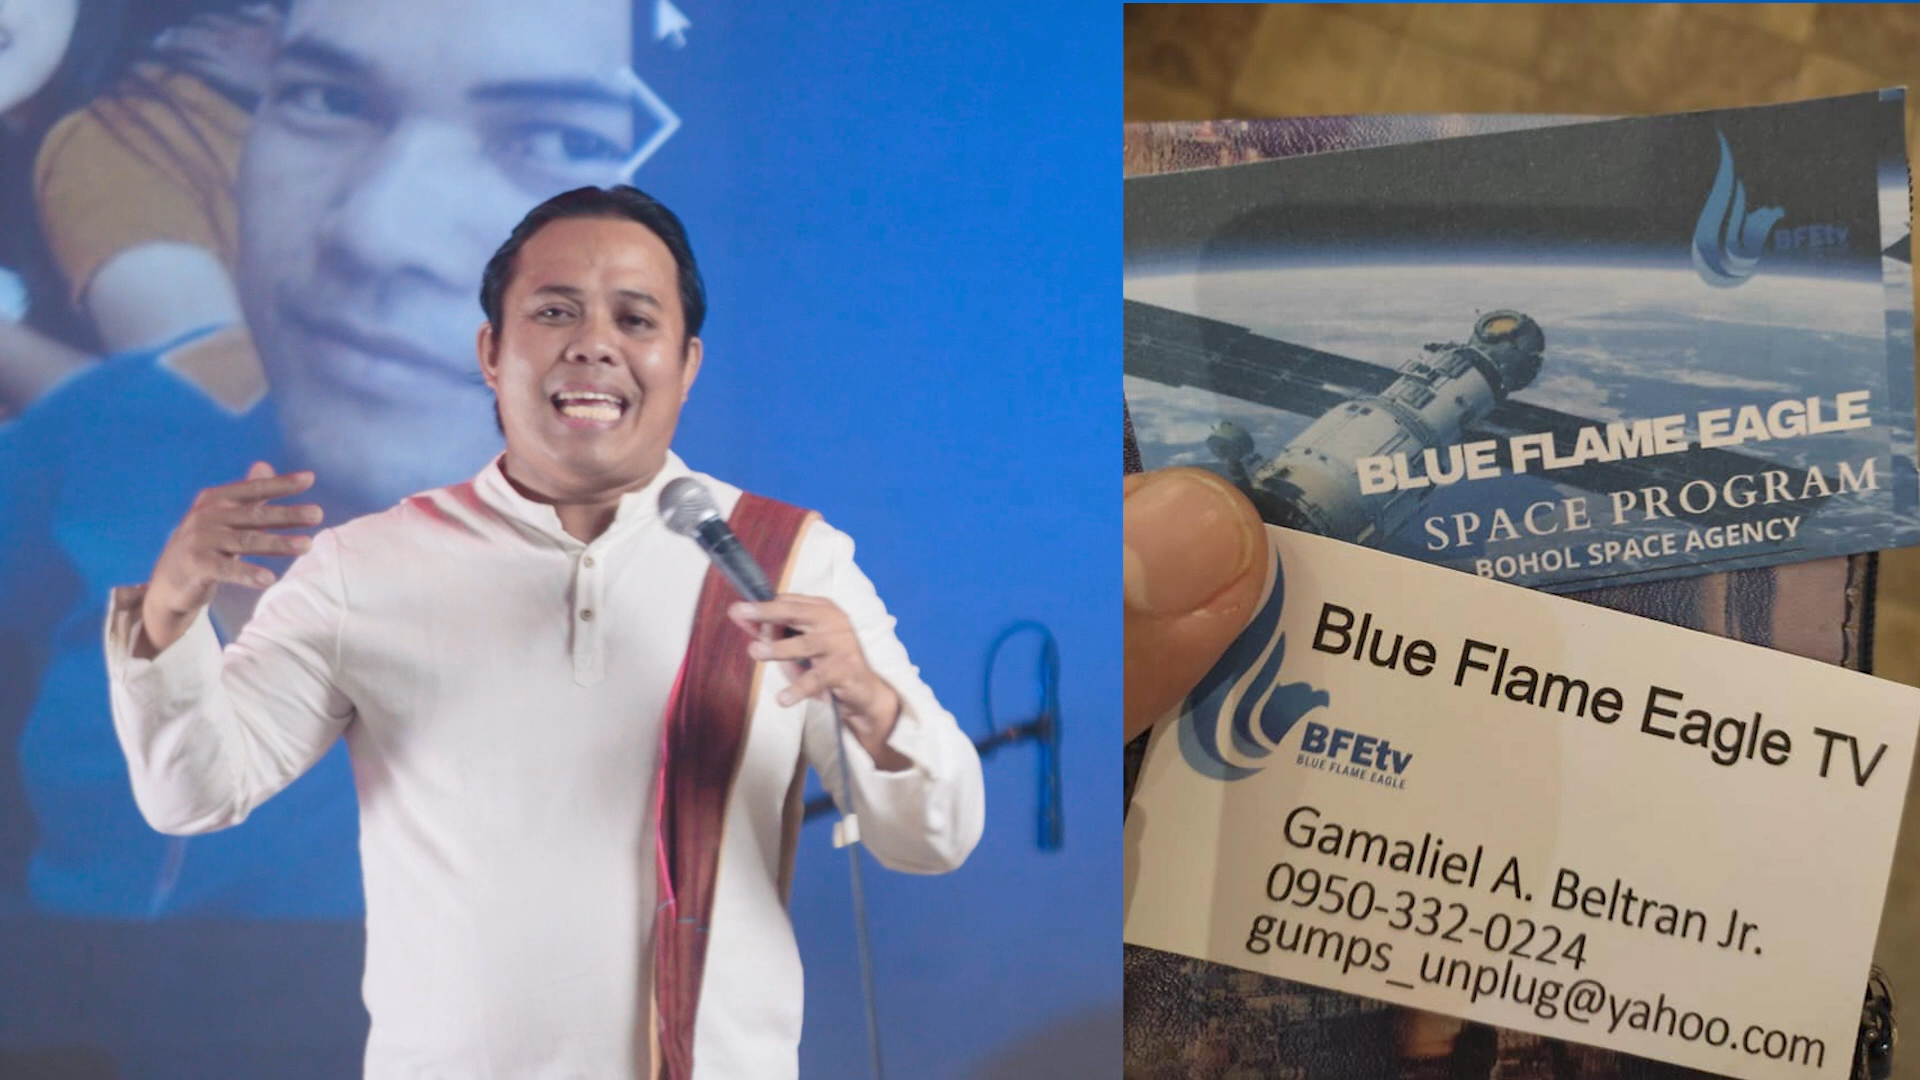 BFEtv
BLUE FLAME EAGLE
SPACE PROGRAM
BOHOL SPACE AGENCY
Blue Flame Eagle TV
BFEtv
BLUE FLAME EAGLE
Gamaliel A. Beltran Jr.
0950-332-0224
gumps_unplug@yahoo.com